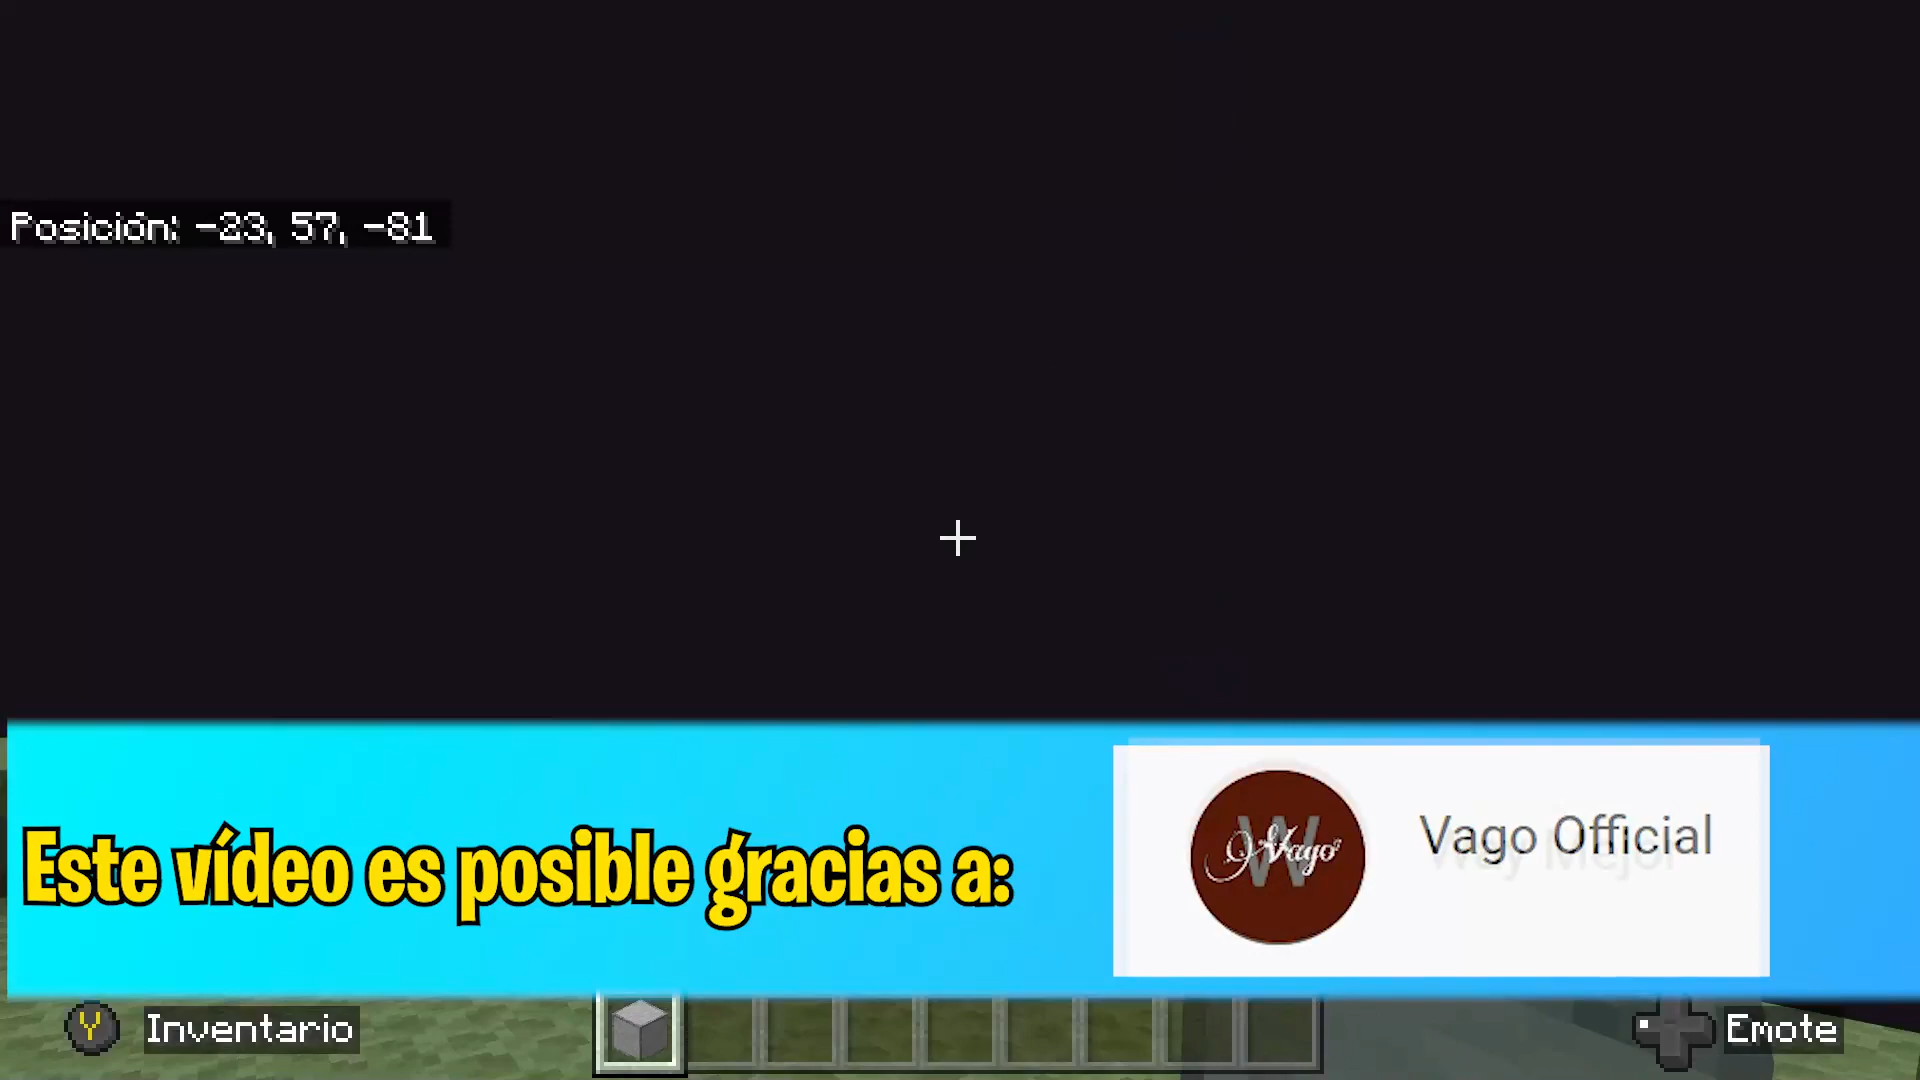 Posición: -23, 57, -81
Este vídeo es posible gracias a:
Vago
Vago Official
Y Inventario
Emote